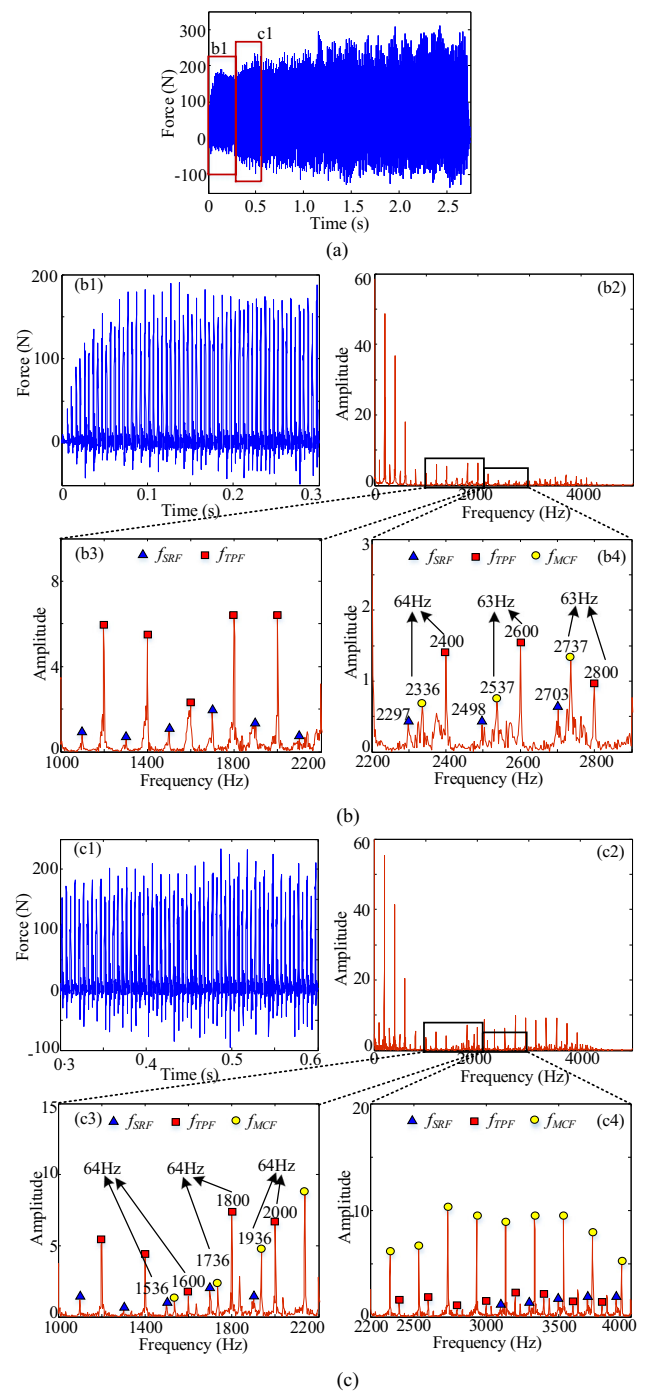 300
b1
c1
200
Force (N)
100
0
-100
0 0.5 1.0 1.5 2.0 2.5
Time (s)
(a)
200
(b1)
Force (N)
100
0
0 0.1 0.2 0.3
Time (s)
60
(b2)
Amplitude
40
20
0
0 2000 4000
Frequency (Hz)
(b3)
fSRF fTPF
9
Amplitude
6
3
0
1000 1400 1800 2200
Frequency (Hz)
3
fSRF fTPF fMCF (b4)
Amplitude
2
64Hz 63Hz 63Hz
2400 2600 2737
1
2336 2537 2703 2800
2297 2498
0
2200 2400 2600 2800
Frequency (Hz)
(b)
(c1)
200
Force (N)
100
0
-100
0.3 0.4 0.5 0.6
Time (s)
60
(c2)
Amplitude
40
20
0
0 2000 4000
Frequency (Hz)
15
(c3)
fSRF fTPF fMCF
Amplitude
10
64Hz 64Hz 64Hz
1800
1936 2000
5
1736
1536 1600
0
1000 1400 1800 2200
Frequency (Hz)
20
fSRF fTPF fMCF (c4)
Amplitude
10
0
2200 2500 3000 3500 4000
Frequency (Hz)
(c)